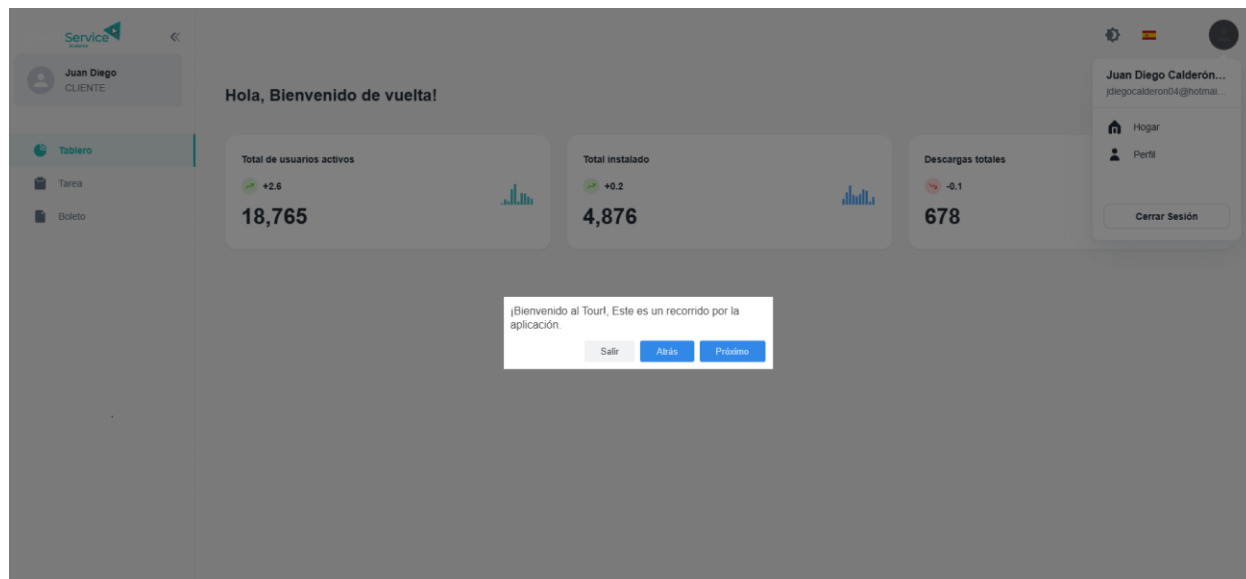 Service
Juan Diego
CLIENTE
Tablero
Tarea
Boleto
Hola, Bienvenido de vuelta!
Total de usuarios activos
+2.6
18,765
Total instalado
+0.2
4,876
Descargas totales
-0.1
678
Juan Diego Calderón...
jdiegocalderon04@hotmai...
Hogar
Perfil
Cerrar Sesión
¡Bienvenido al Tour!, Este es un recorrido por la
aplicación.
Salir
Atrás
Próximo